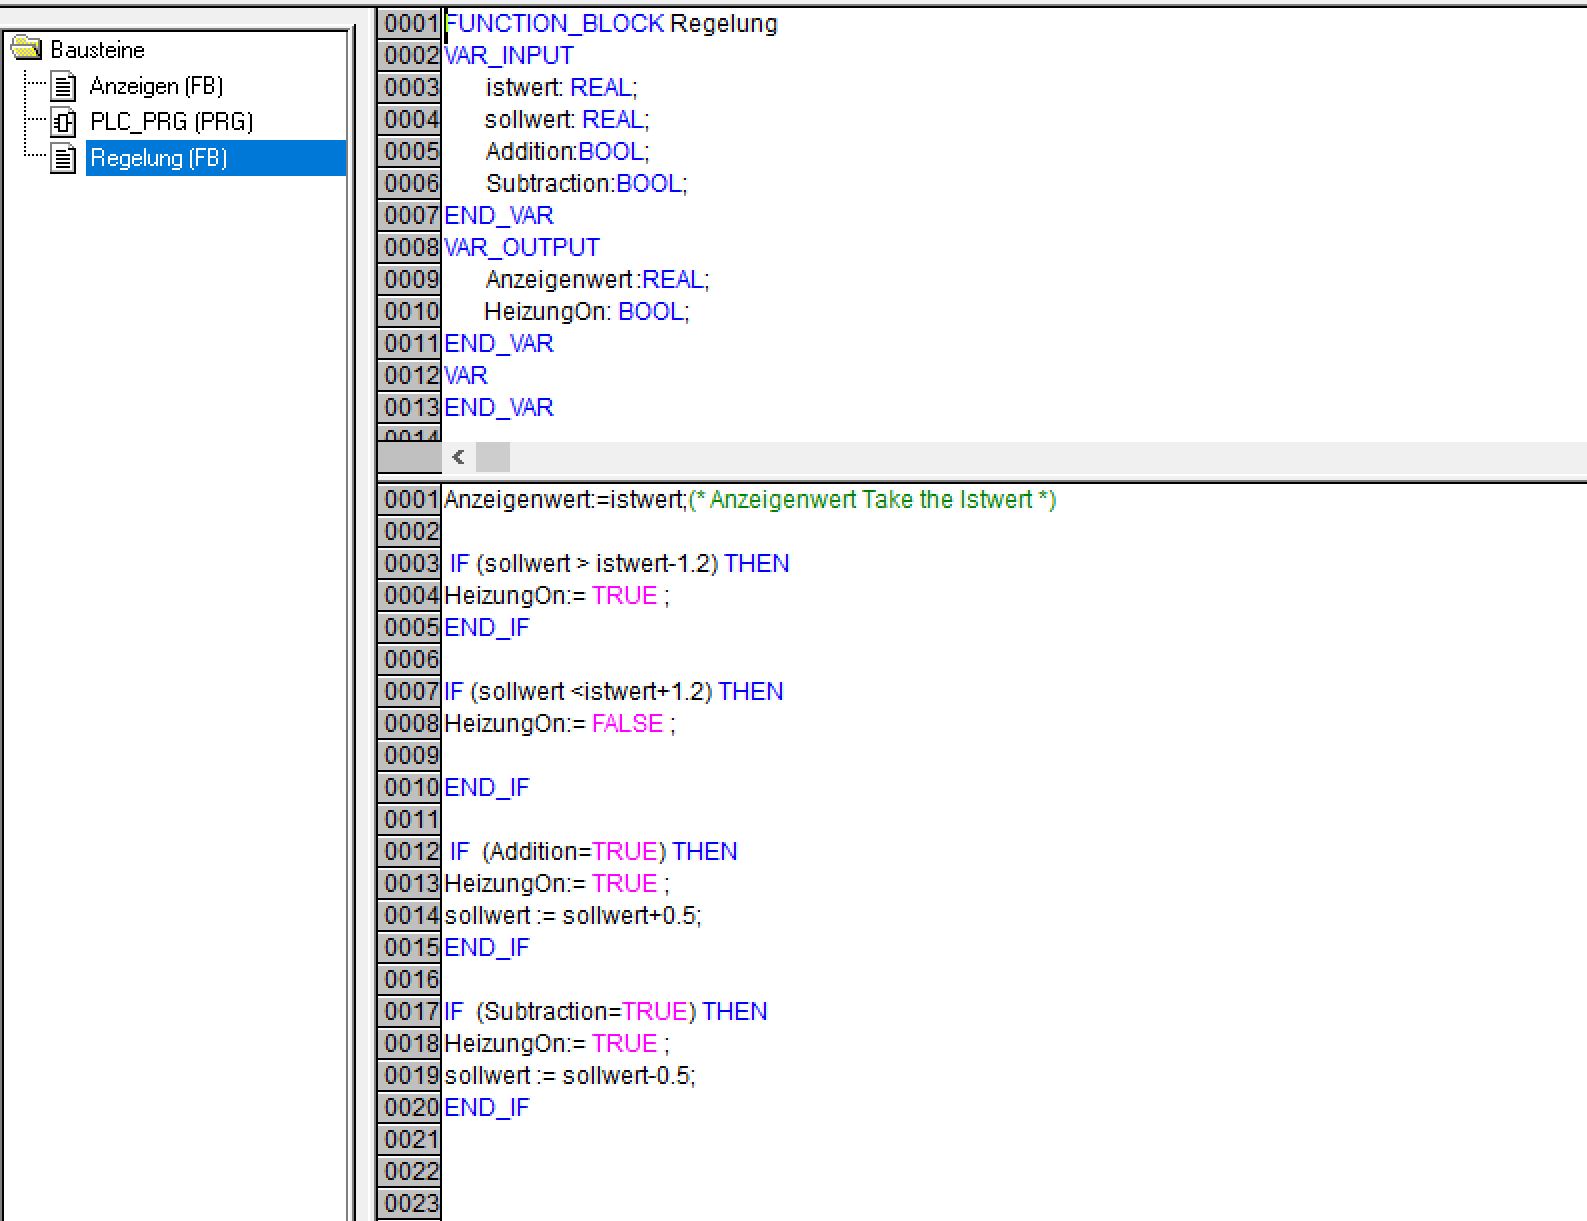 Bausteine
Anzeigen (FB)
PLC_PRG (PRG)
Regelung (FB)
0001 FUNCTION_BLOCK Regelung
0002 VAR_INPUT
0003 istwert: REAL;
0004 sollwert: REAL;
0005 Addition:BOOL;
0006 Subtraction:BOOL;
0007 END_VAR
0008 VAR_OUTPUT
0009 Anzeigenwert:REAL;
0010 HeizungOn: BOOL;
0011 END_VAR
0012 VAR
0013 END_VAR
0014
0001 Anzeigenwert:=istwert;(* Anzeigenwert Take the Istwert *)
0002
0003 IF (sollwert > istwert-1.2) THEN
0004 HeizungOn:= TRUE ;
0005 END_IF
0006
0007 IF (sollwert <istwert+1.2) THEN
0008 HeizungOn:= FALSE ;
0009
0010 END_IF
0011
0012 IF (Addition=TRUE) THEN
0013 HeizungOn:= TRUE ;
0014 sollwert := sollwert+0.5;
0015 END_IF
0016
0017 IF (Subtraction=TRUE) THEN
0018 HeizungOn:= TRUE ;
0019 sollwert := sollwert-0.5;
0020 END_IF
0021
0022
0023